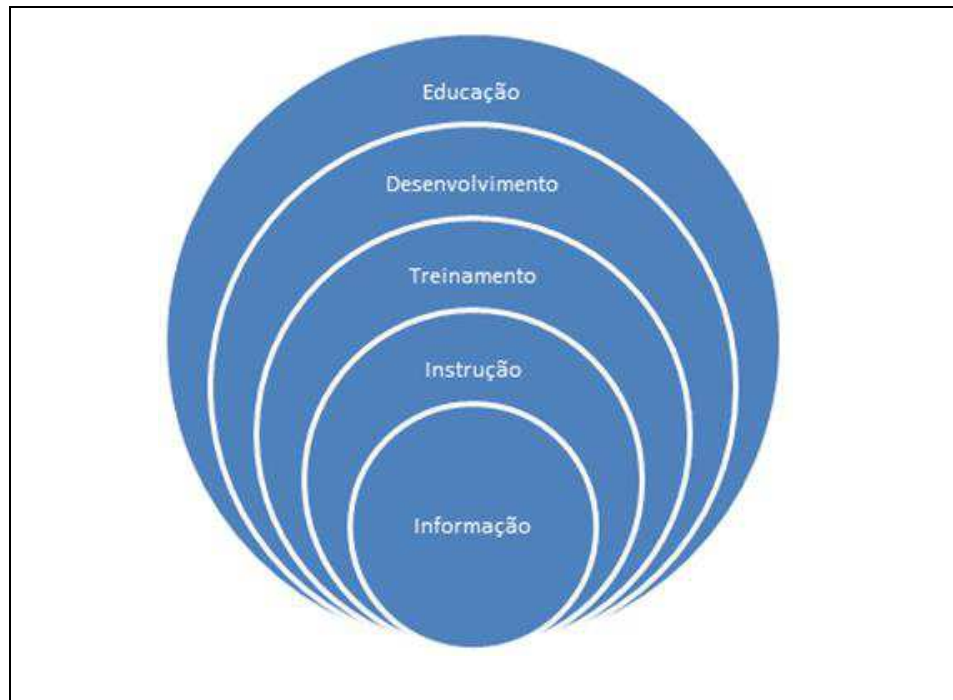 Educação
Desenvolvimento
Treinamento
Instrução
Informação